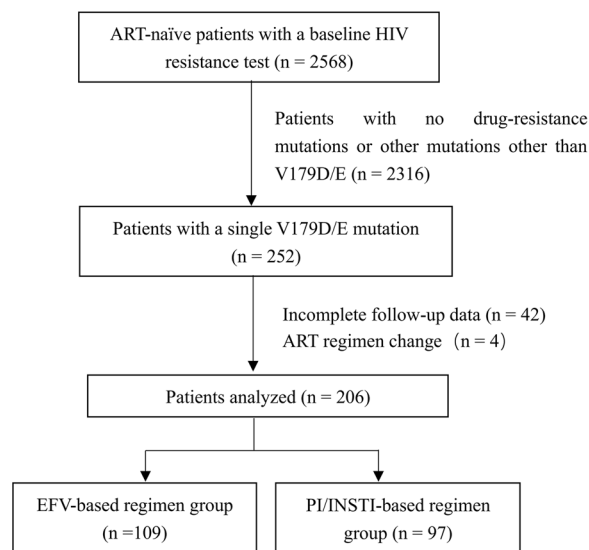 ART-naïve patients with a baseline HIV
resistance test (n = 2568)
Patients with no drug-resistance
mutations or other mutations other than
V179D/E (n = 2316)
Patients with a single V179D/E mutation
(n = 252)
Incomplete follow-up data (n = 42)
ART regimen change（n = 4）
Patients analyzed (n = 206)
EFV-based regimen group
(n =109)
PI/INSTI-based regimen
group (n = 97)